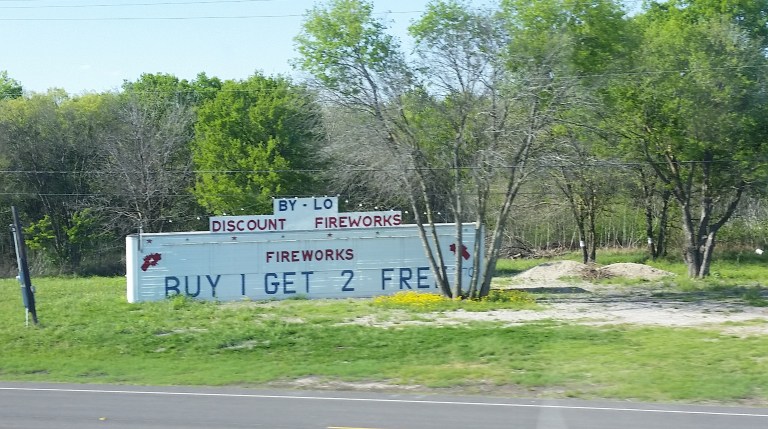 BY - LO
DISCOUNT FIREWORKS
FIREWORKS
BUY 1 GET 2 FRE